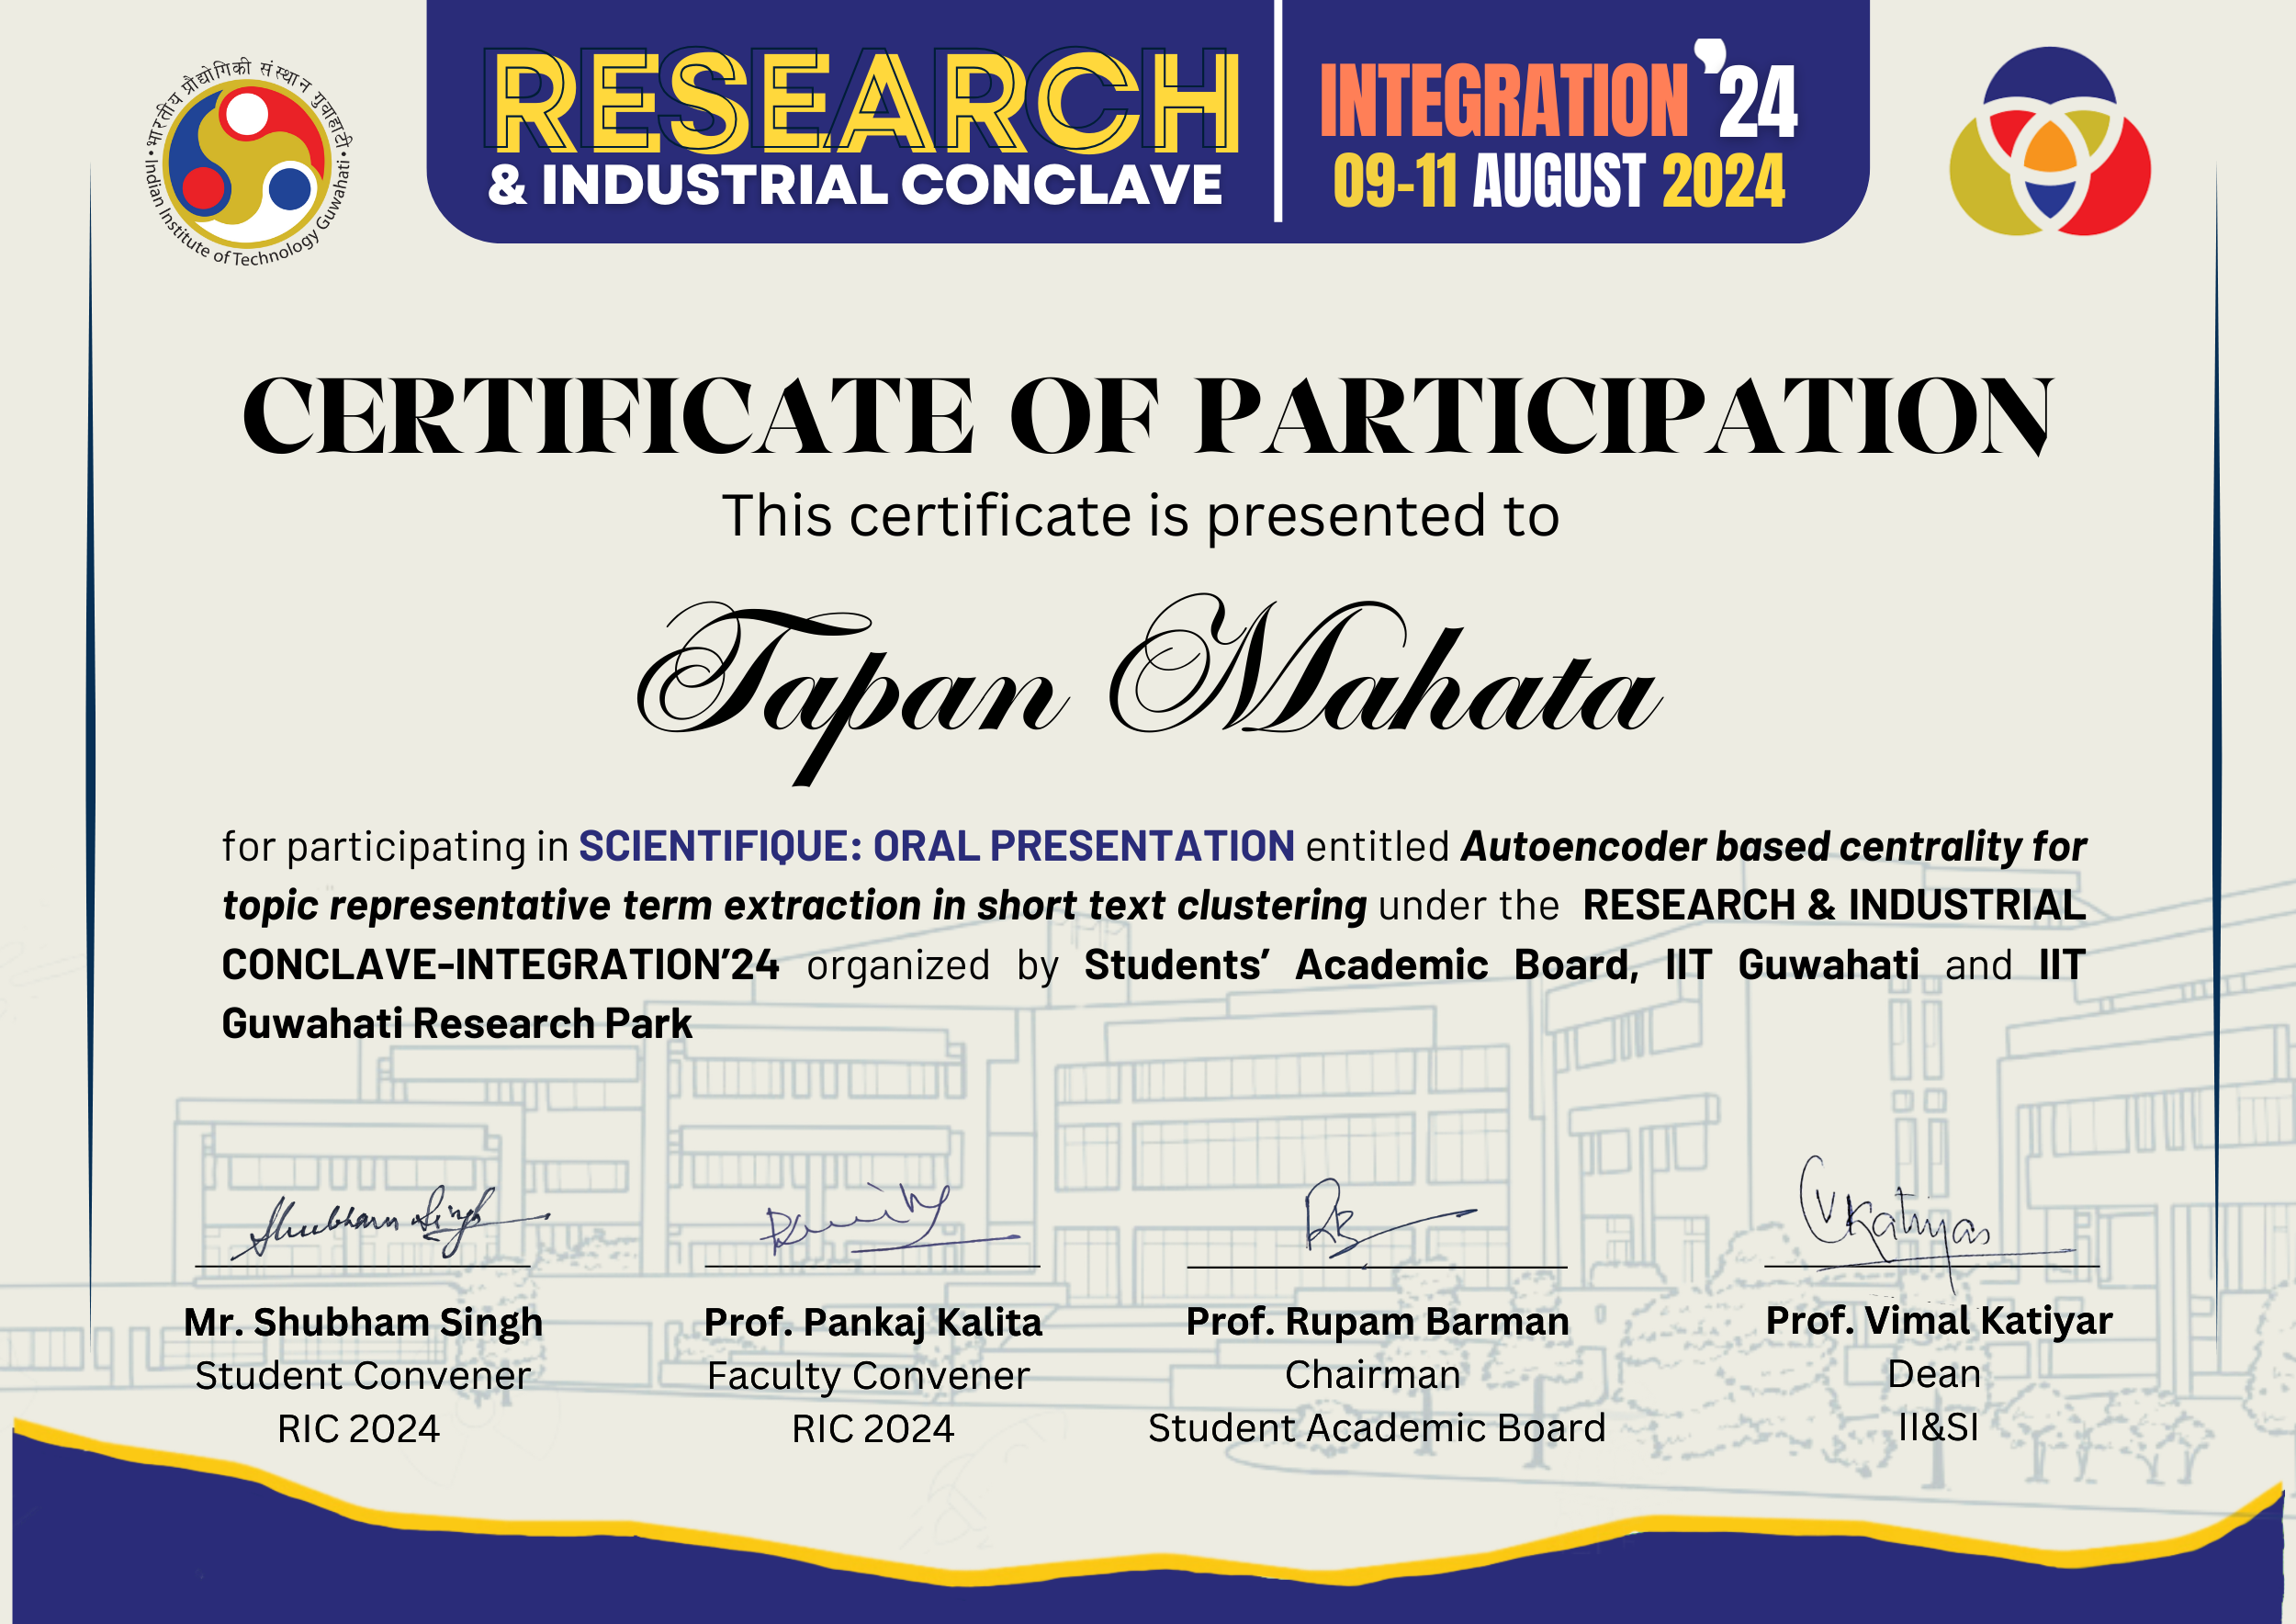 भारतीय प्रौद्योगिकी संस्थान गुवाहाटी
Indian Institute of Technology Guwahati
RESEARCH
& INDUSTRIAL CONCLAVE
INTEGRATION '24
09-11 AUGUST 2024
CERTIFICATE OF PARTICIPATION
This certificate is presented to
Tapan Mahata
for participating in SCIENTIFIQUE: ORAL PRESENTATION entitled Autoencoder based centrality for
topic representative term extraction in short text clustering under the RESEARCH & INDUSTRIAL
CONCLAVE-INTEGRATION'24 organized by Students' Academic Board, IIT Guwahati and IIT
Guwahati Research Park
Shubham Singh
VKatiyar
Mr. Shubham Singh
Student Convener
RIC 2024
Prof. Pankaj Kalita
Faculty Convener
RIC 2024
Prof. Rupam Barman
Chairman
Student Academic Board
Prof. Vimal Katiyar
Dean
II&SI